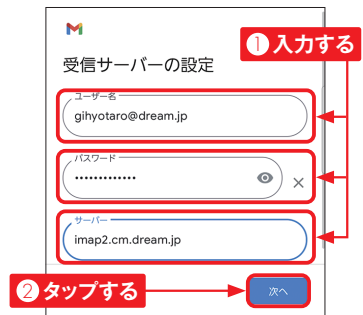 ❶入力する
受信サーバーの設定
ユーザー名
gihyotaro@dream.jp
パスワード
•••••••••••••
サーバー
imap2.cm.dream.jp
❷タップする
次へ